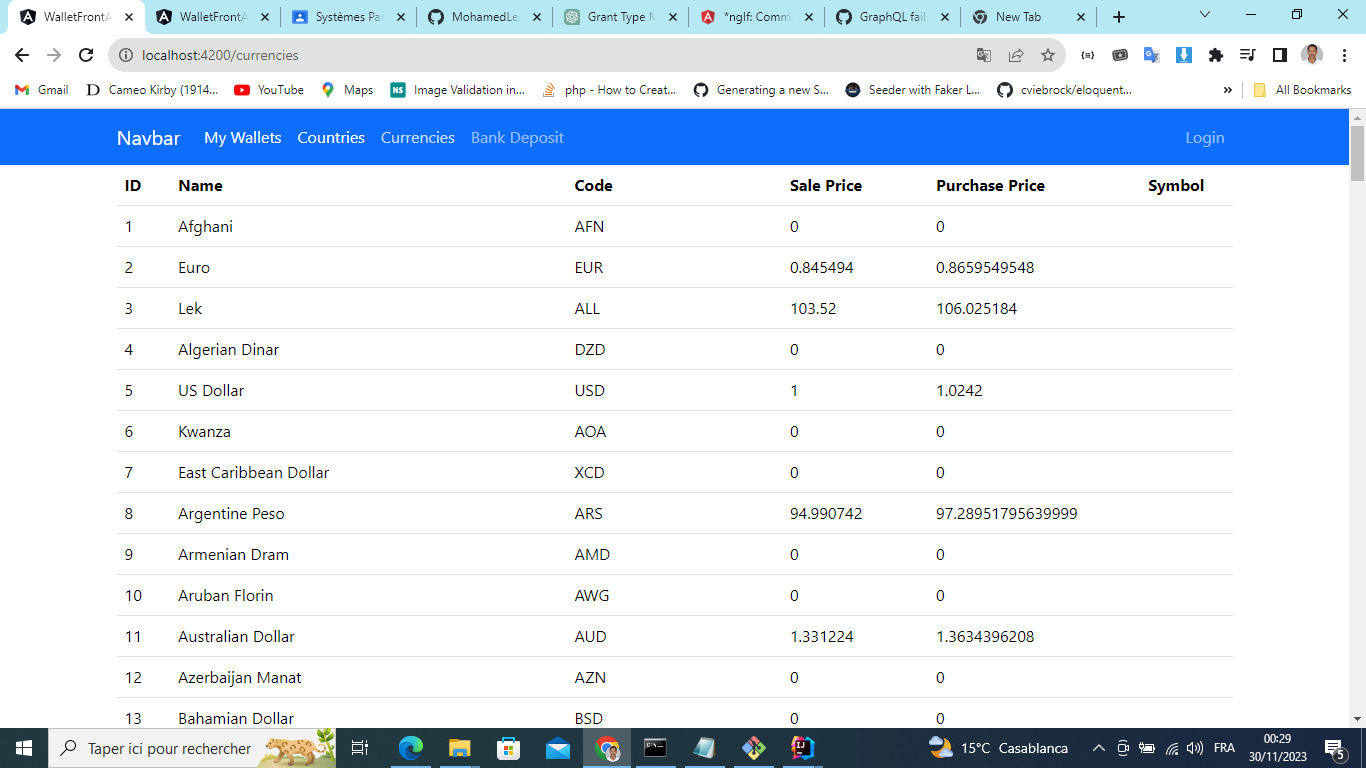 WalletFrontA
WalletFrontA
Systèmes Par
MohamedLe
Grant Type M
*ngIf: Comm
GraphQL fail
New Tab
localhost:4200/currencies
Gmail
Cameo Kirby (1914...
YouTube
Maps
NS
Image Validation in...
php - How to Creat...
Generating a new S...
Seeder with Faker L...
cviebrock/eloquent...
»
All Bookmarks
Navbar My Wallets Countries Currencies Bank Deposit Login
ID Name Code Sale Price Purchase Price Symbol
1 Afghani AFN 0 0
2 Euro EUR 0.845494 0.8659549548
3 Lek ALL 103.52 106.025184
4 Algerian Dinar DZD 0 0
5 US Dollar USD 1 1.0242
6 Kwanza AOA 0 0
7 East Caribbean Dollar XCD 0 0
8 Argentine Peso ARS 94.990742 97.28951795639999
9 Armenian Dram AMD 0 0
10 Aruban Florin AWG 0 0
11 Australian Dollar AUD 1.331224 1.3634396208
12 Azerbaijan Manat AZN 0 0
13 Bahamian Dollar BSD 0 0
Taper ici pour rechercher
15°C Casablanca
FRA
00:29
30/11/2023
5